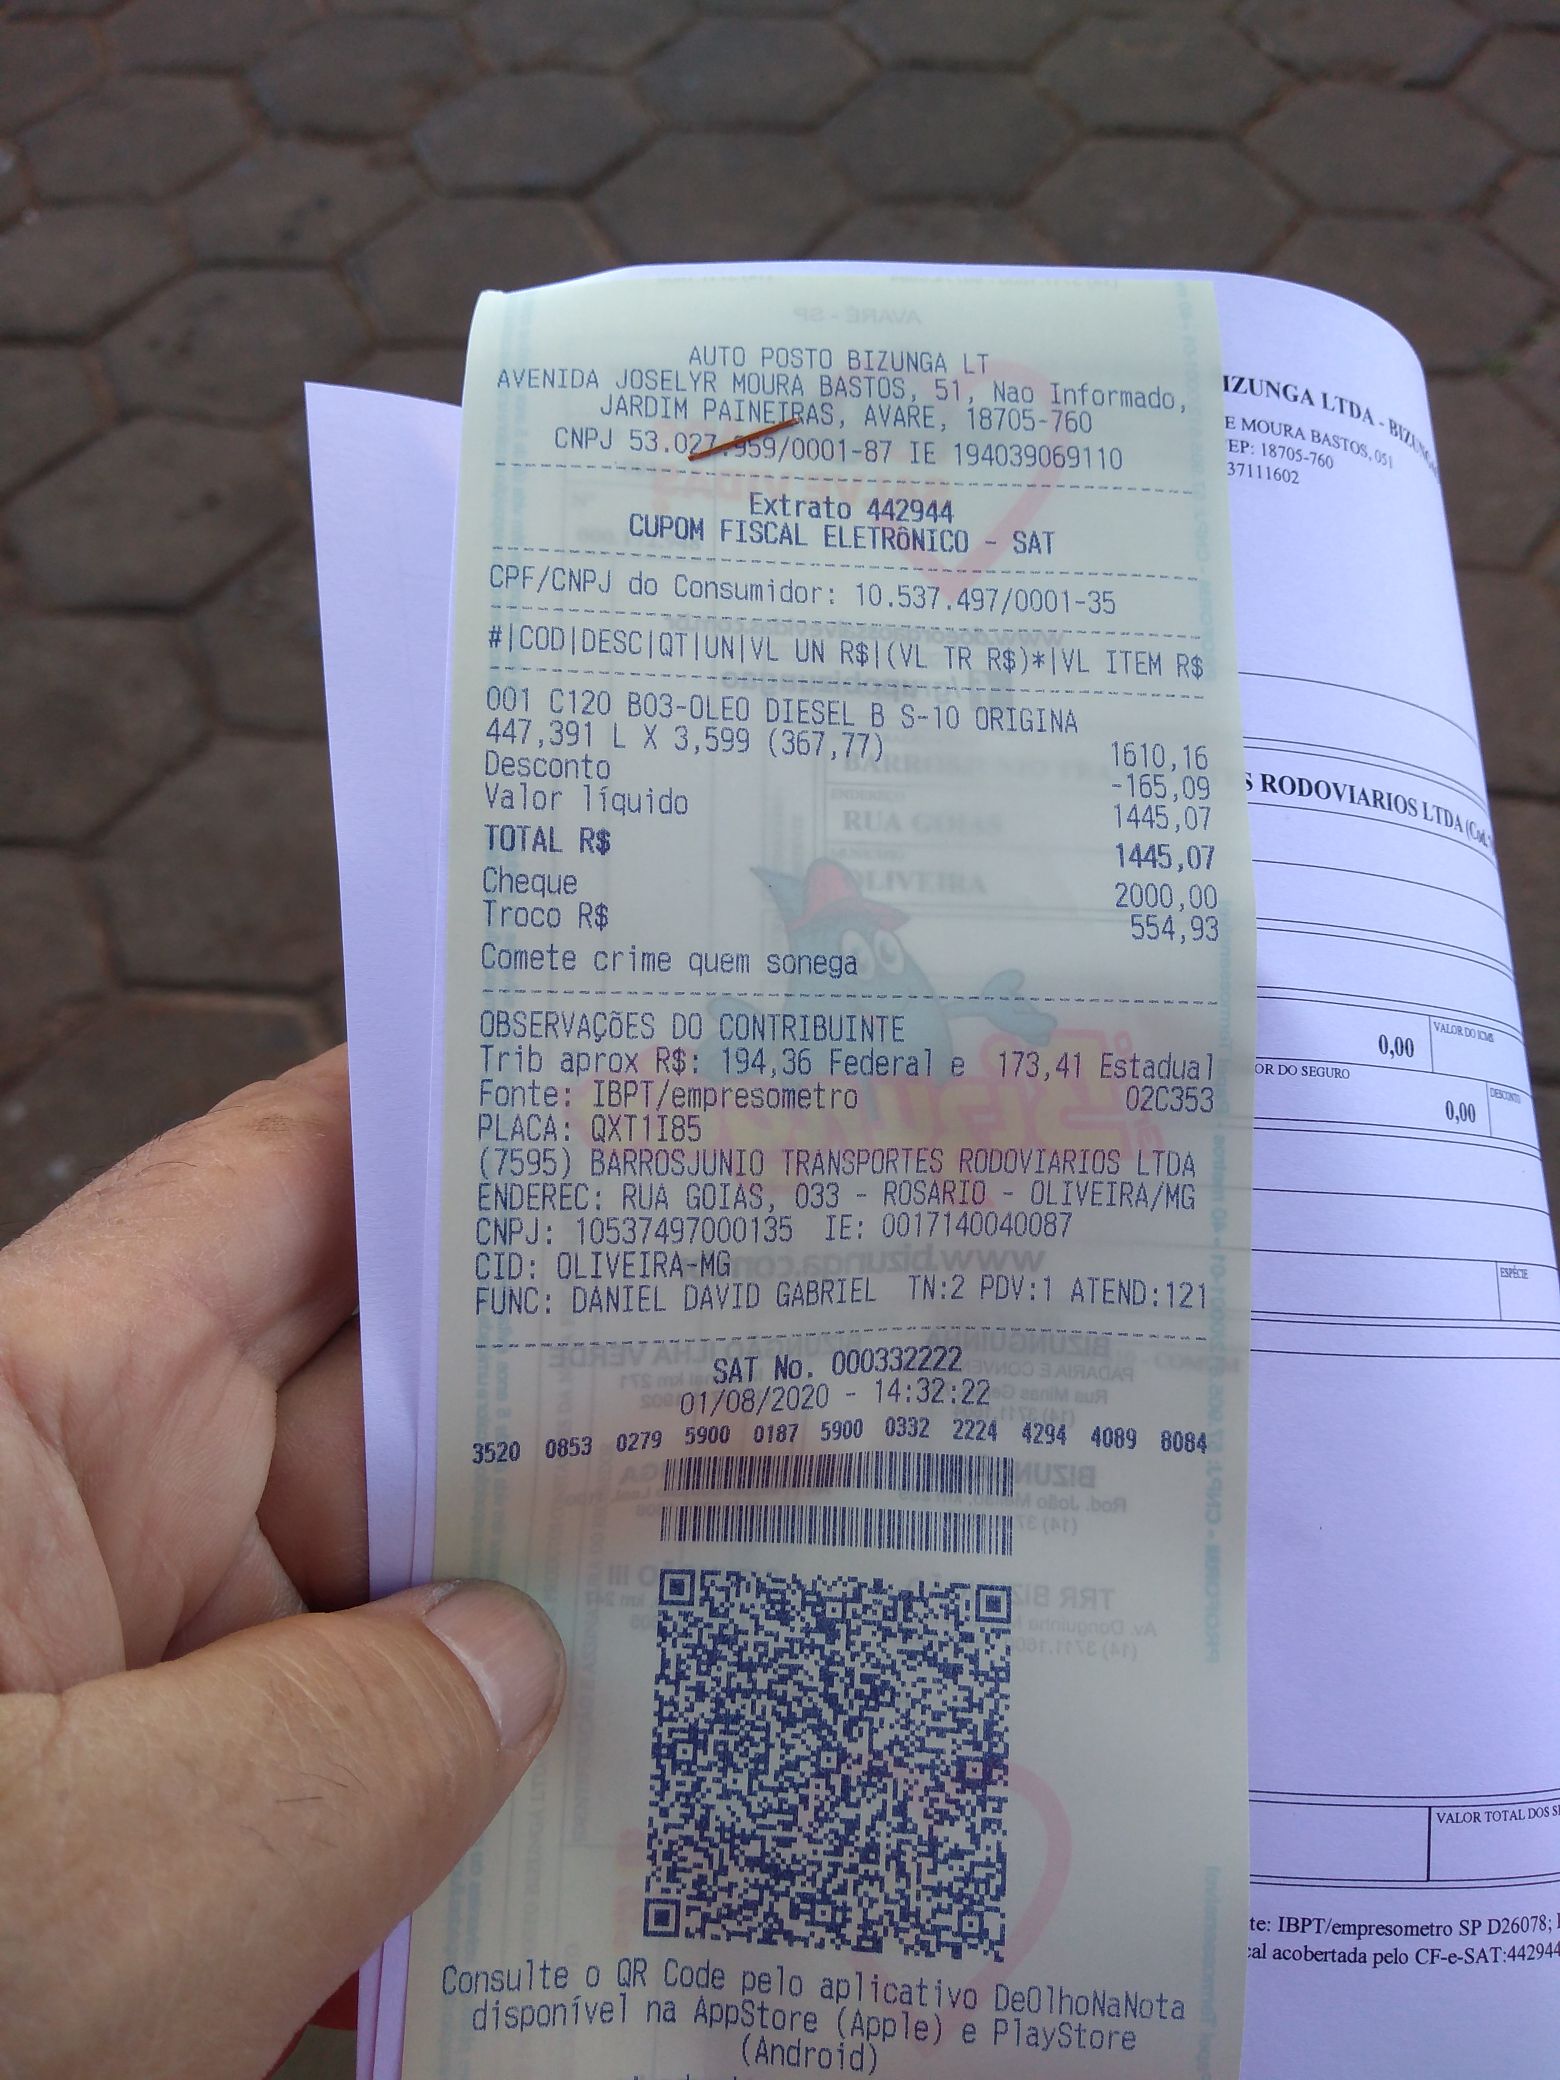 AUTO POSTO BIZUNGA LT
AVENIDA JOSELYR MOURA BASTOS, 51, Nao Informado,
JARDIM PAINEIRAS, AVARE, 18705-760
CNPJ 53.027.959/0001-87 IE 194039069110
Extrato 442944
CUPOM FISCAL ELETRôNICO - SAT
CPF/CNPJ do Consumidor: 10.537.497/0001-35
#|COD|DESC|QT|UN|VL UN R$|(VL TR R$)*|VL ITEM R$
001 C120 B03-OLEO DIESEL B S-10 ORIGINA
447,391 L X 3,599 (367,77) 1610,16
Desconto -165,09
Valor líquido 1445,07
TOTAL R$ 1445,07
Cheque 2000,00
Troco R$ 554,93
Comete crime quem sonega
OBSERVAÇõES DO CONTRIBUINTE
Trib aprox R$: 194,36 Federal e 173,41 Estadual
Fonte: IBPT/empresometro 02C353
PLACA: QXT1I85
(7595) BARROSJUNIO TRANSPORTES RODOVIARIOS LTDA
ENDEREC: RUA GOIAS, 033 - ROSARIO - OLIVEIRA/MG
CNPJ: 10537497000135 IE: 0017140040087
CID: OLIVEIRA-MG
FUNC: DANIEL DAVID GABRIEL TN:2 PDV:1 ATEND:121
SAT No. 000332222
01/08/2020 - 14:32:22
3520 0853 0279 5900 0187 5900 0332 2224 4294 4089 8084
Consulte o QR Code pelo aplicativo DeOlhoNaNota
disponível na AppStore (Apple) e PlayStore
(Android)
IZUNGA LTDA - BIZUNG
E MOURA BASTOS, 051
EP: 18705-760
37111602
S RODOVIARIOS LTDA (Cod.
0,00
VALOR DO ICMS
OR DO SEGURO
0,00
DESCONTO
ESPÉCIE
VALOR TOTAL DOS SE
te: IBPT/empresometro SP D26078;
cal acobertada pelo CF-e-SAT:442944